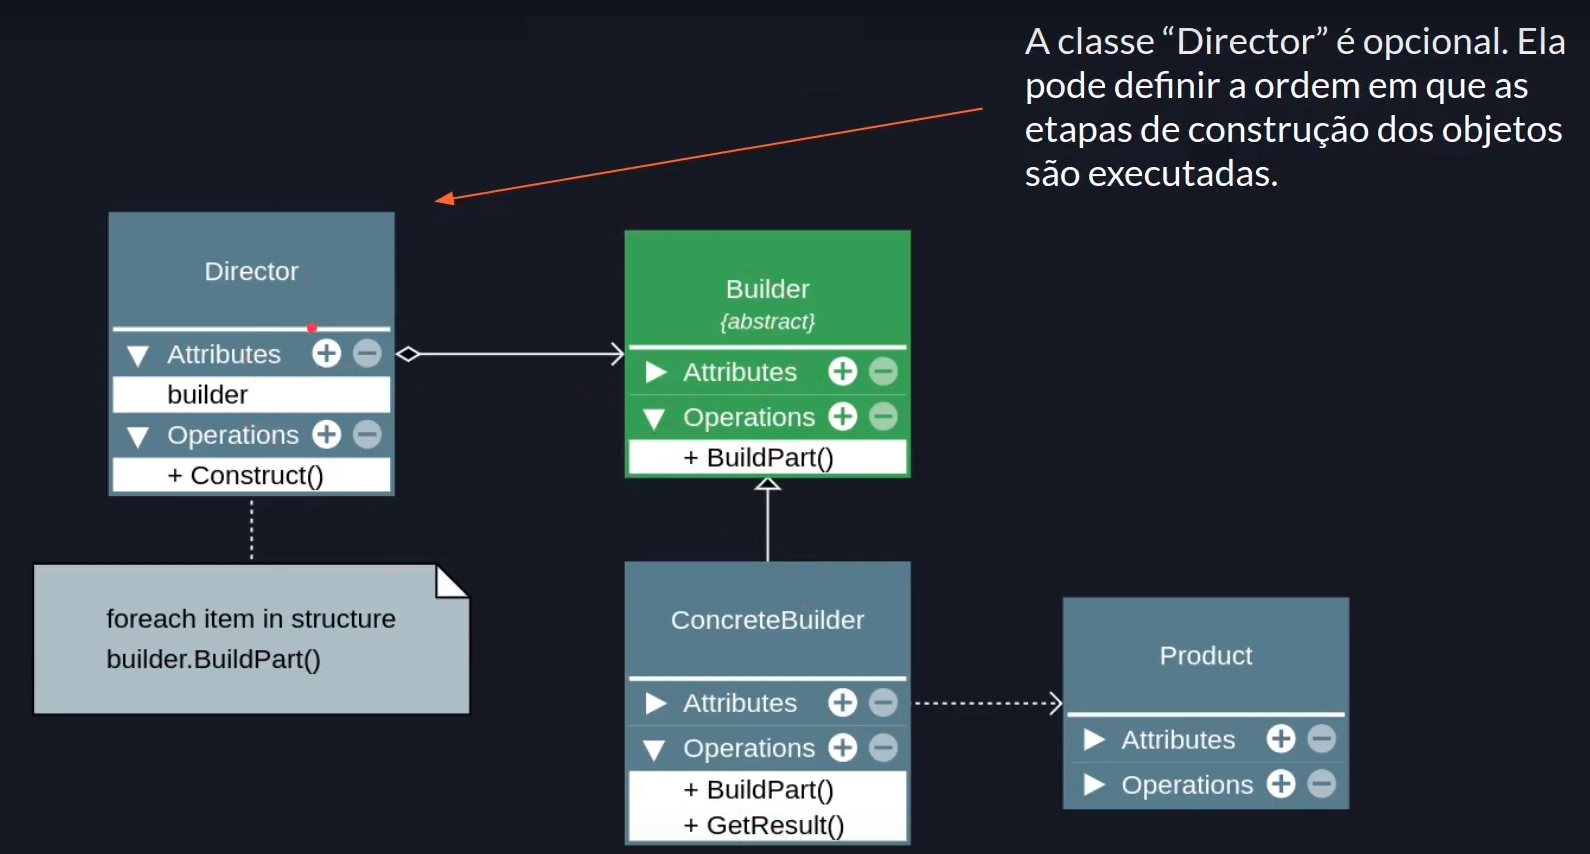 A classe “Director” é opcional. Ela
pode definir a ordem em que as
etapas de construção dos objetos
são executadas.
Director
Attributes
builder
Operations
+ Construct()
foreach item in structure
builder.BuildPart()
Builder
{abstract}
Attributes
Operations
+ BuildPart()
ConcreteBuilder
Attributes
Operations
+ BuildPart()
+ GetResult()
Product
Attributes
Operations